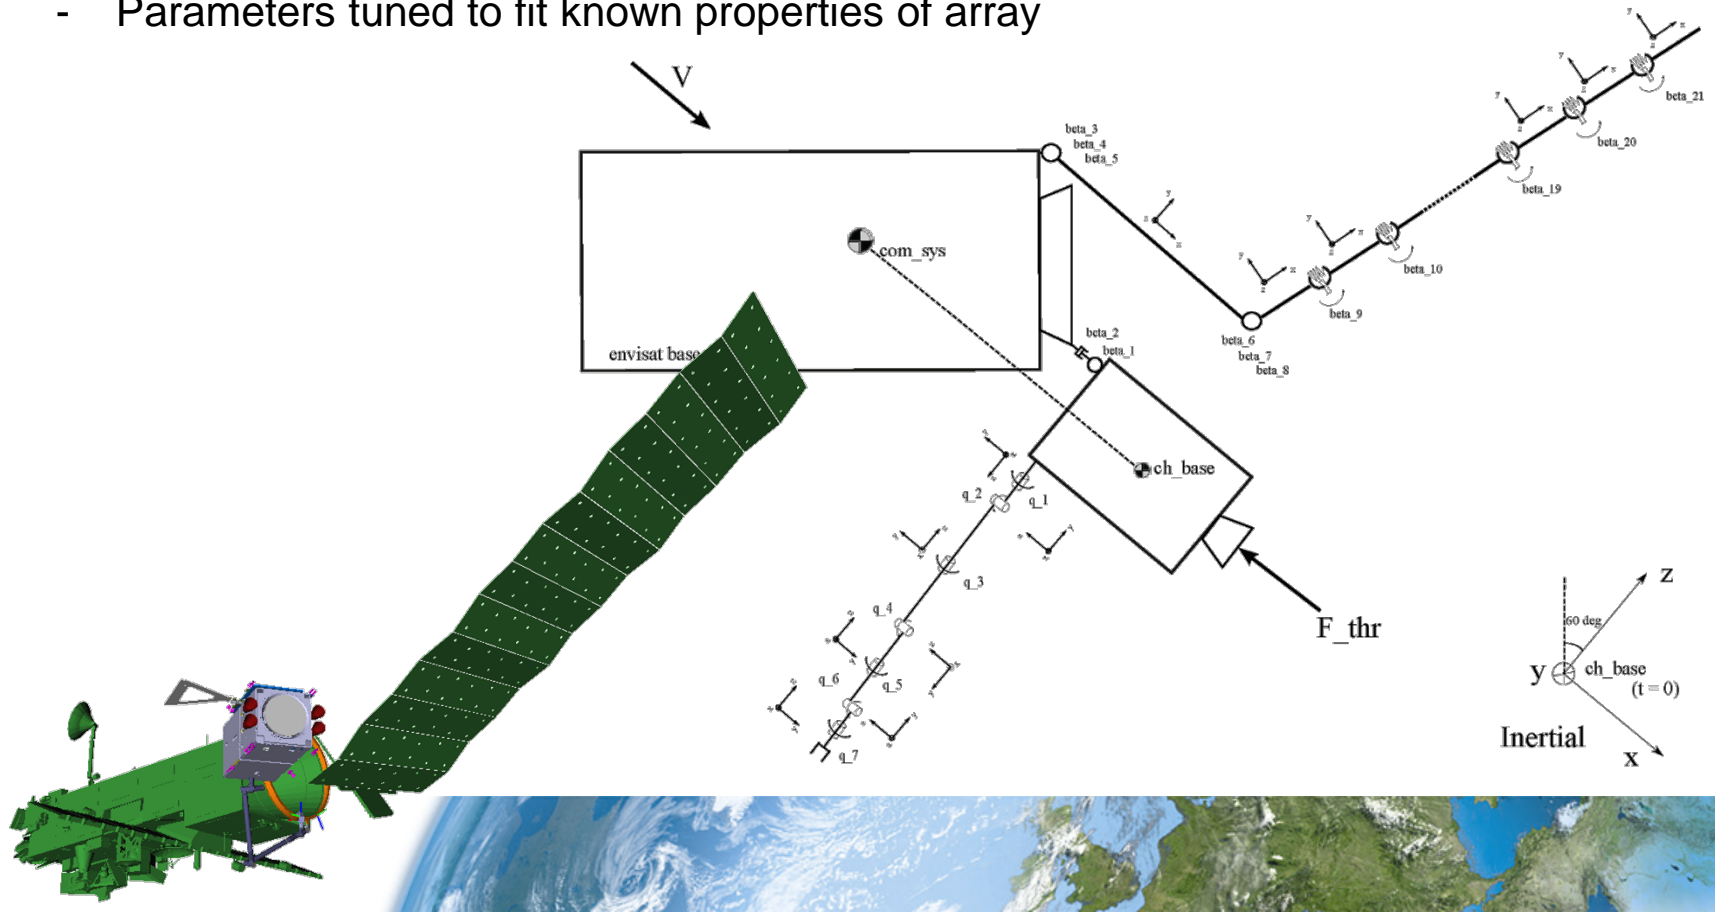 - Parameters tuned to fit known properties of array
V
beta_3
beta_4
beta_5
beta_21
beta_20
beta_19
beta_10
beta_9
com_sys
envisat base
beta_2
beta_1
beta_6
beta_7
beta_8
ch_base
q_1
q_2
q_3
q_4
q_5
q_6
q_7
F_thr
z
60 deg
y
ch_base
(t = 0)
Inertial
x